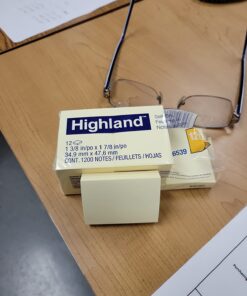 Highland™
12
1 3/8 in/po x 1 7/8 in/po
34,9 mm x 47,6 mm
CONT. 1200 NOTES / FEUILLETS / HOJAS
6539